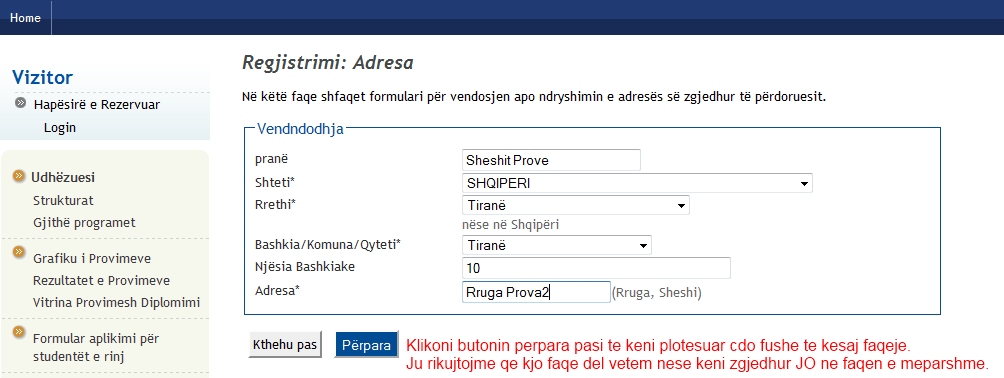 Home
Vizitor
Hapësirë e Rezervuar
Login
Udhëzuesi
Strukturat
Gjithë programet
Grafiku i Provimeve
Rezultatet e Provimeve
Vitrina Provimesh Diplomimi
Formular aplikimi për
studentët e rinj
Regjistrimi: Adresa
Në këtë faqe shfaqet formulari për vendosjen apo ndryshimin e adresës së zgjedhur të përdoruesit.
Vendndodhja
pranë Sheshit Prove
Shteti* SHQIPERI
Rrethi* Tiranë
nëse në Shqipëri
Bashkia/Komuna/Qyteti* Tiranë
Njësia Bashkiake 10
Adresa* Rruga Prova2 (Rruga, Sheshi)
Kthehu pas Përpara Klikoni butonin perpara pasi te keni plotesuar cdo fushe te kesaj faqeje.
Ju rikujtojme qe kjo faqe del vetem nese keni zgjedhur JO ne faqen e meparshme.